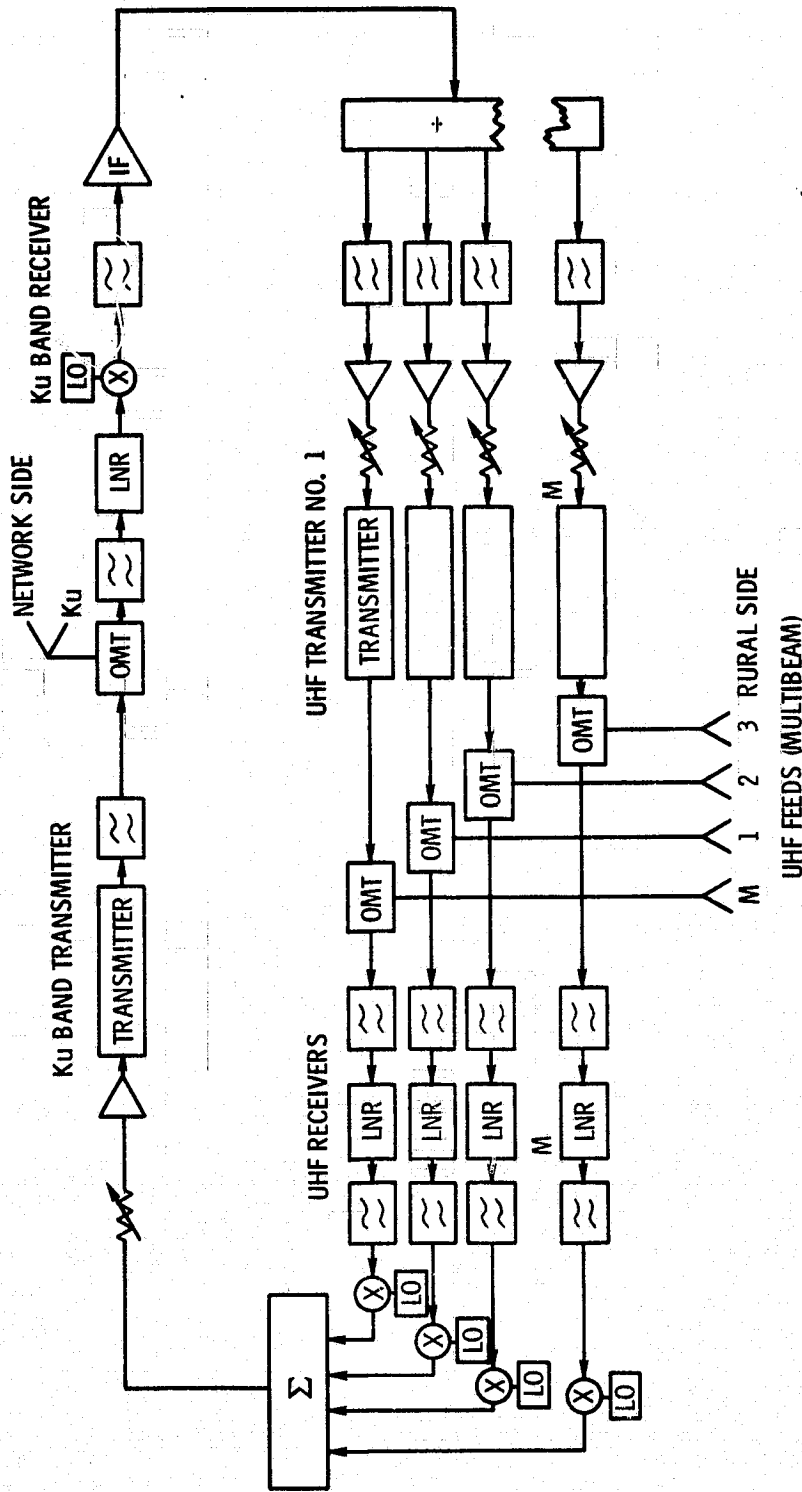 NETWORK SIDE
Ku
Ku BAND TRANSMITTER
Ku BAND RECEIVER
TRANSMITTER
OMT
LNR
LO
X
IF
Σ
÷
UHF RECEIVERS
UHF TRANSMITTER NO. 1
X
LO
LNR
OMT
TRANSMITTER
X
LO
LNR
OMT
X
LO
LNR
OMT
M
M
X
LO
LNR
OMT
M 1 2 3 RURAL SIDE
UHF FEEDS (MULTIBEAM)